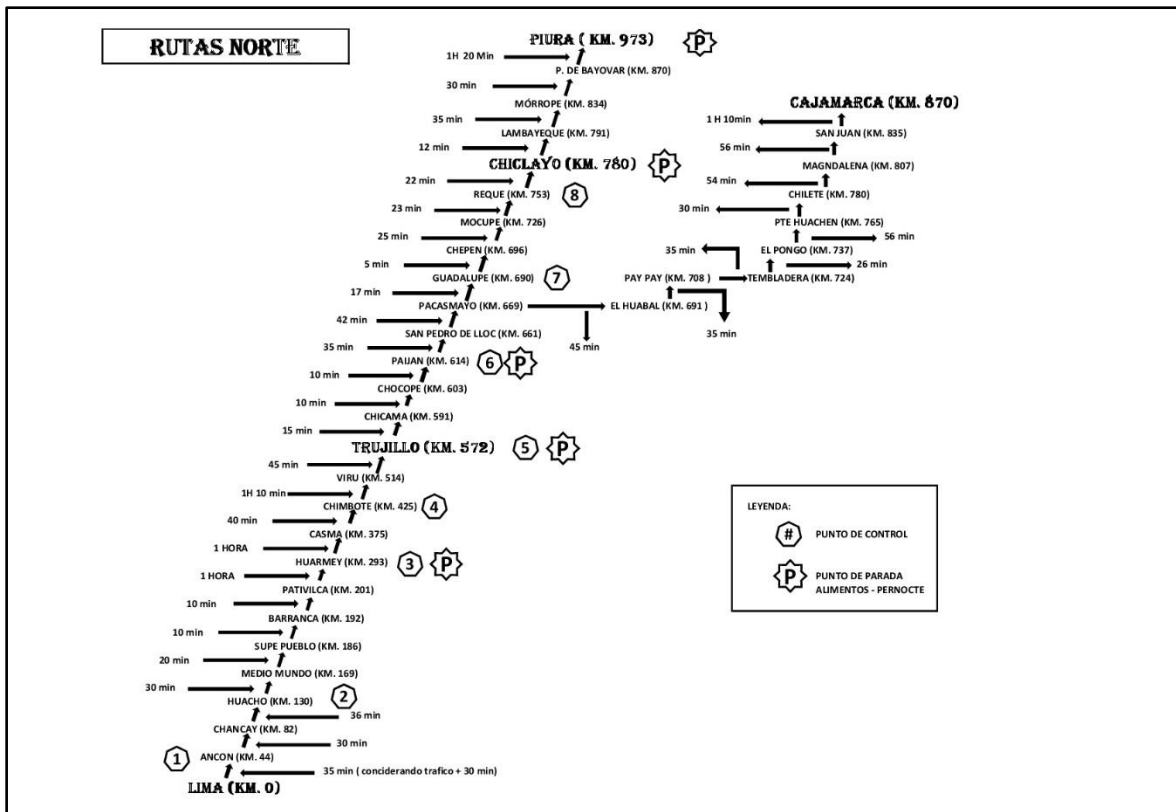 RUTAS NORTE
PIURA ( KM. 973)
P
1H 20 Min
P. DE BAYOVAR (KM. 870)
30 min
MÓRROPE (KM. 834)
35 min
LAMBAYEQUE (KM. 791)
12 min
CHICLAYO (KM. 780)
P
22 min
REQUE (KM. 753)
8
23 min
MOCUPE (KM. 726)
25 min
CHEPEN (KM. 696)
5 min
GUADALUPE (KM. 690)
7
17 min
PACASMAYO (KM. 669)
42 min
SAN PEDRO DE LLOC (KM. 661)
35 min
PAIJAN (KM. 614)
6
P
10 min
CHOCOPE (KM. 603)
10 min
CHICAMA (KM. 591)
15 min
TRUJILLO (KM. 572)
5
P
45 min
VIRU (KM. 514)
1H 10 min
CHIMBOTE (KM. 425)
4
40 min
CASMA (KM. 375)
1 HORA
HUARMEY (KM. 293)
3
P
1 HORA
PATIVILCA (KM. 201)
10 min
BARRANCA (KM. 192)
10 min
SUPE PUEBLO (KM. 186)
20 min
MEDIO MUNDO (KM. 169)
30 min
HUACHO (KM. 130)
2
36 min
CHANCAY (KM. 82)
30 min
1
ANCON (KM. 44)
35 min ( conciderando trafico + 30 min)
LIMA (KM. 0)
CAJAMARCA (KM. 870)
1 H 10min
SAN JUAN (KM. 835)
56 min
MAGNDALENA (KM. 807)
54 min
CHILETE (KM. 780)
30 min
PTE HUACHEN (KM. 765)
56 min
EL PONGO (KM. 737)
35 min
26 min
PAY PAY (KM. 708 )
TEMBLADERA (KM. 724)
EL HUABAL (KM. 691 )
35 min
45 min
LEYENDA:
#
PUNTO DE CONTROL
P
PUNTO DE PARADA
ALIMENTOS - PERNOCTE